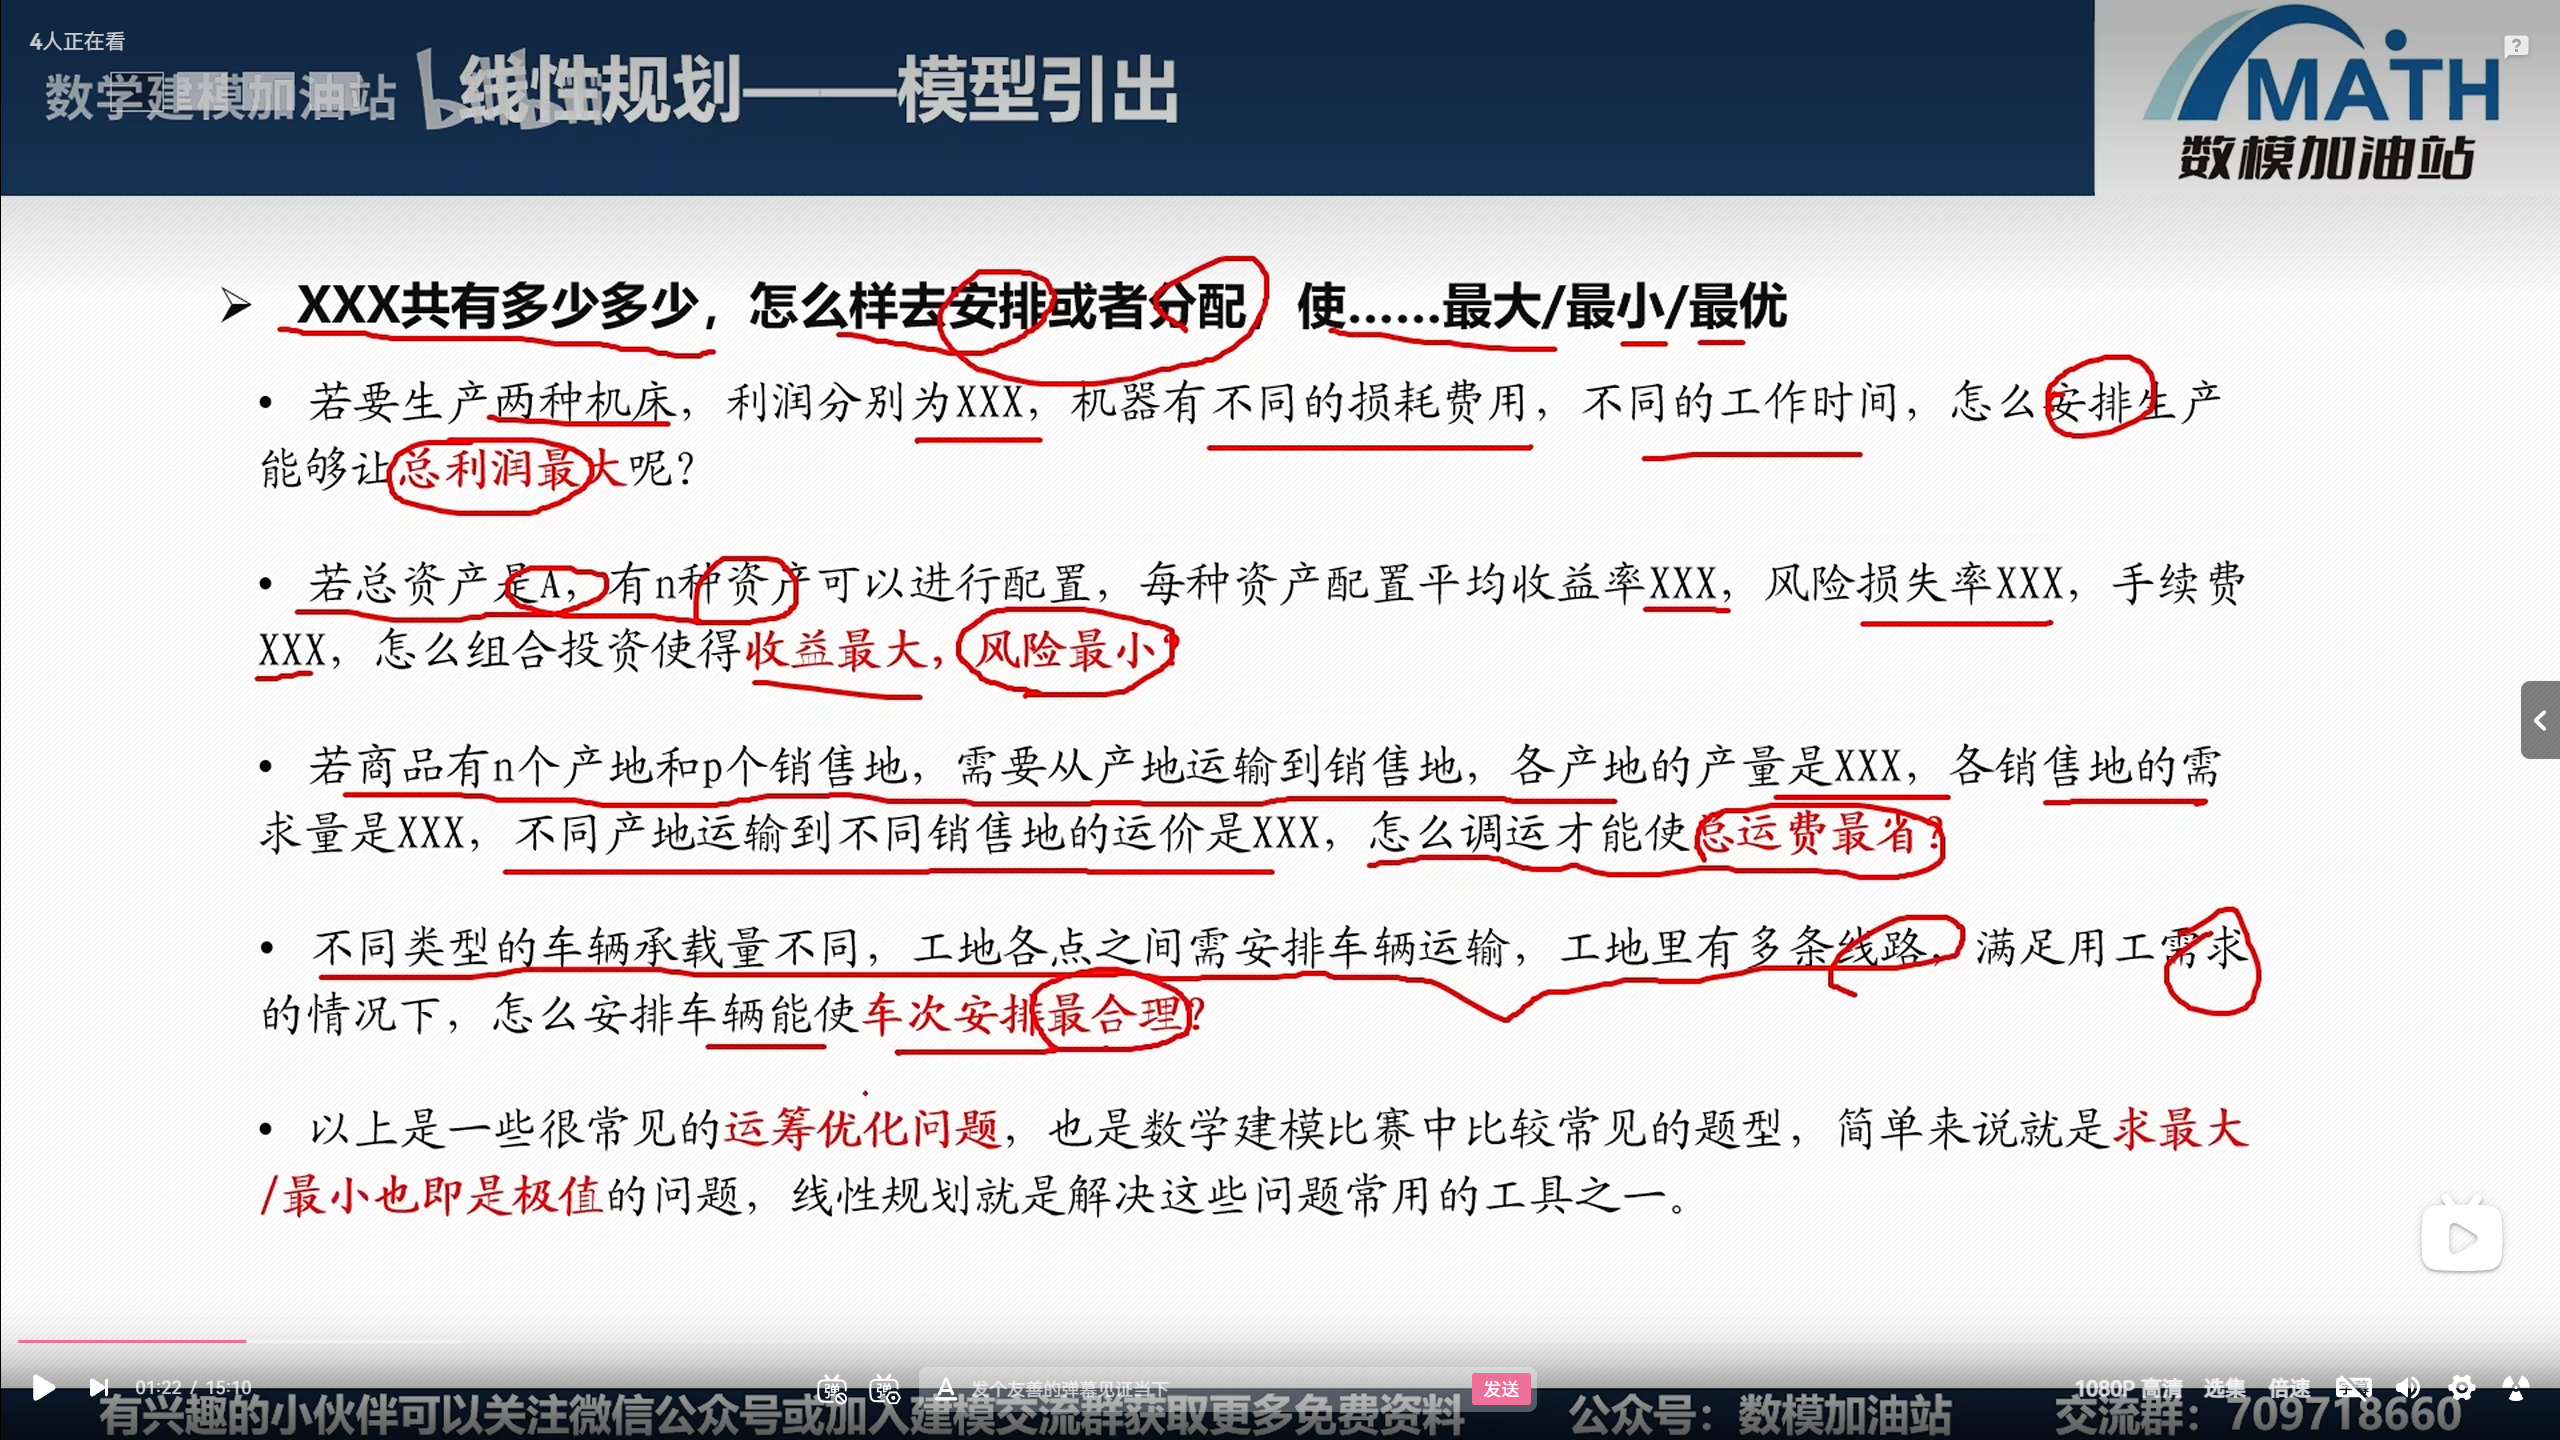 4人正在看
数学建模加油站
线性规划——模型引出
MATH
数模加油站
XXX共有多少多少，怎么样去安排或者分配，使……最大/最小/最优
• 若要生产两种机床，利润分别为XXX，机器有不同的损耗费用，不同的工作时间，怎么安排生产
能够让总利润最大呢？
• 若总资产是A，有n种资产可以进行配置，每种资产配置平均收益率XXX，风险损失率XXX，手续费
XXX，怎么组合投资使得收益最大，风险最小？
• 若商品有n个产地和p个销售地，需要从产地运输到销售地，各产地的产量是XXX，各销售地的需
求量是XXX，不同产地运输到不同销售地的运价是XXX，怎么调运才能使总运费最省？
• 不同类型的车辆承载量不同，工地各点之间需安排车辆运输，工地里有多条线路，满足用工需求
的情况下，怎么安排车辆能使车次安排最合理？
• 以上是一些很常见的运筹优化问题，也是数学建模比赛中比较常见的题型，简单来说就是求最大
/最小也即是极值的问题，线性规划就是解决这些问题常用的工具之一。
01:22 / 15:10
发个友善的弹幕见证当下
发送
1080P 高清
选集
倍速
字幕
有兴趣的小伙伴可以关注微信公众号或加入建模交流群获取更多免费资料
公众号：数模加油站
交流群：709718660